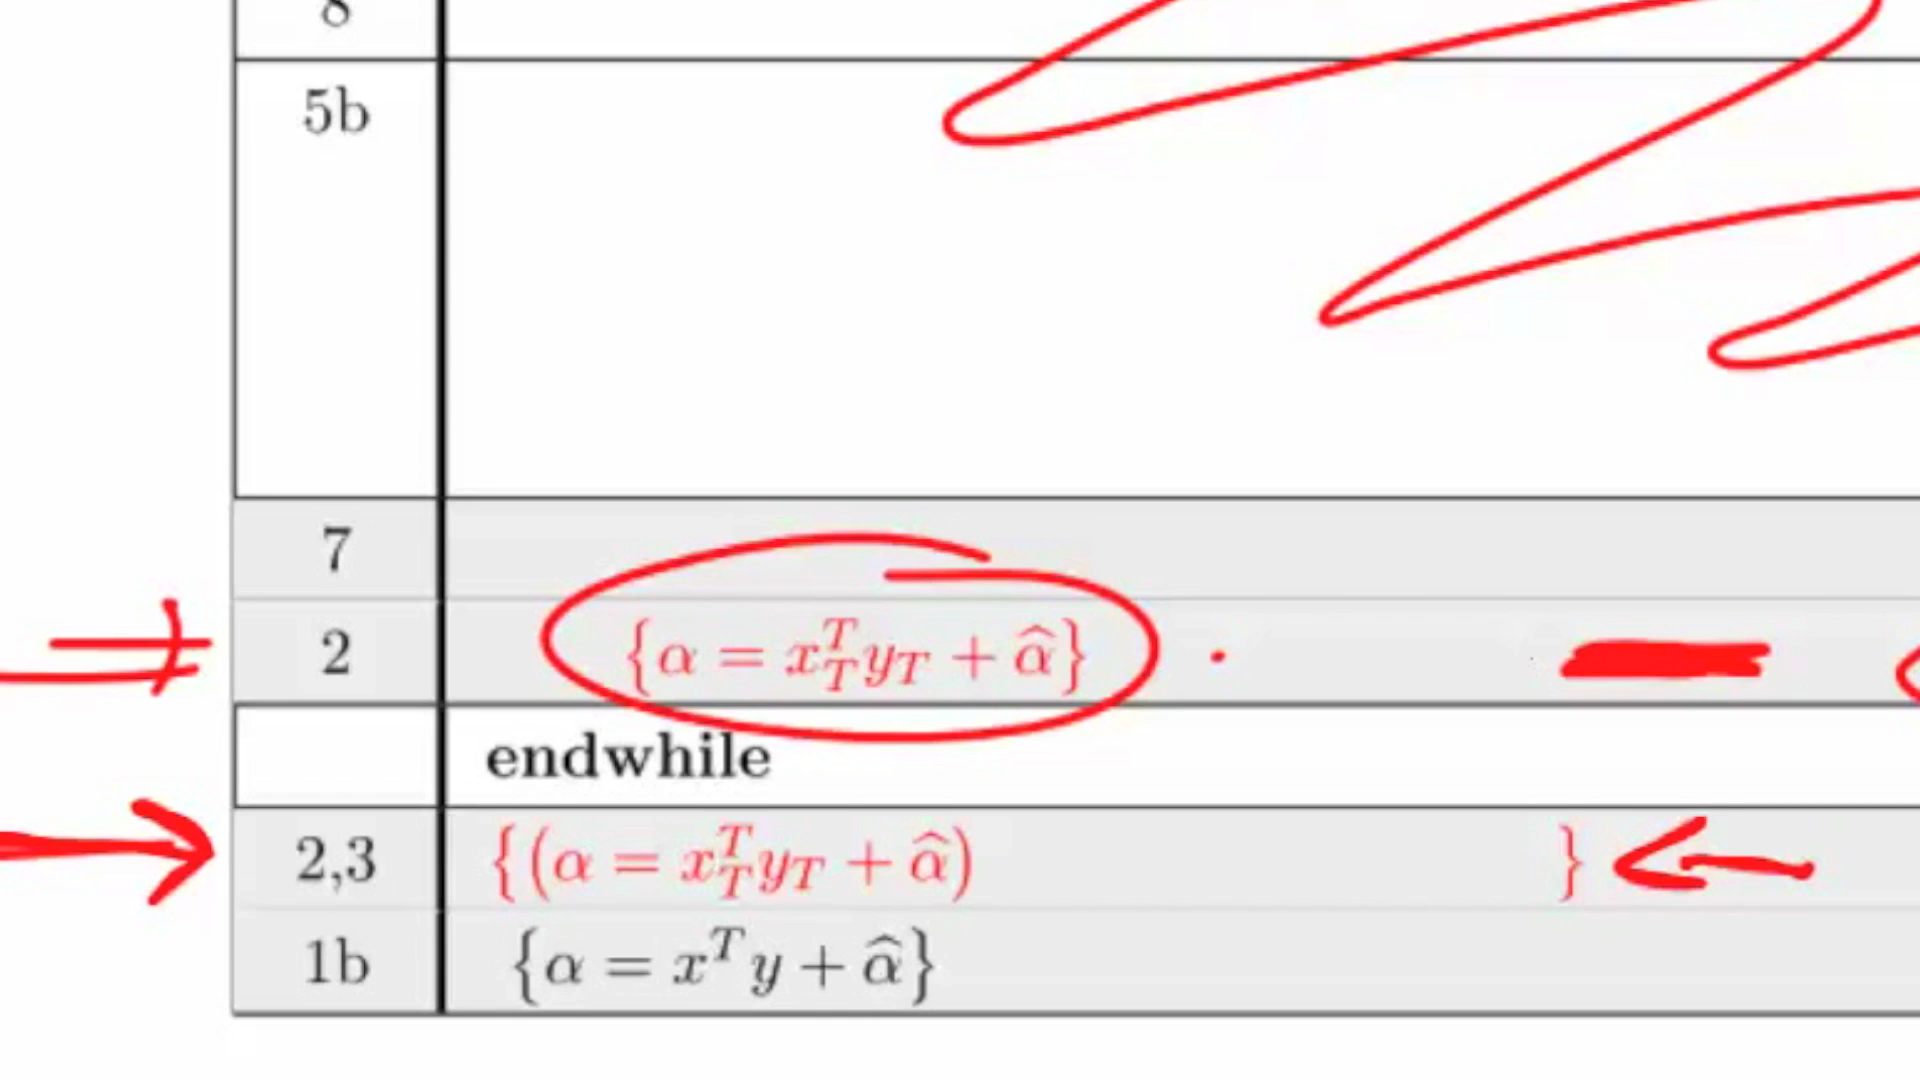 8
5b
7
2 {α = x_T^T y_T + α̂}
endwhile
2,3 {(α = x_T^T y_T + α̂) }
1b {α = x^T y + α̂}